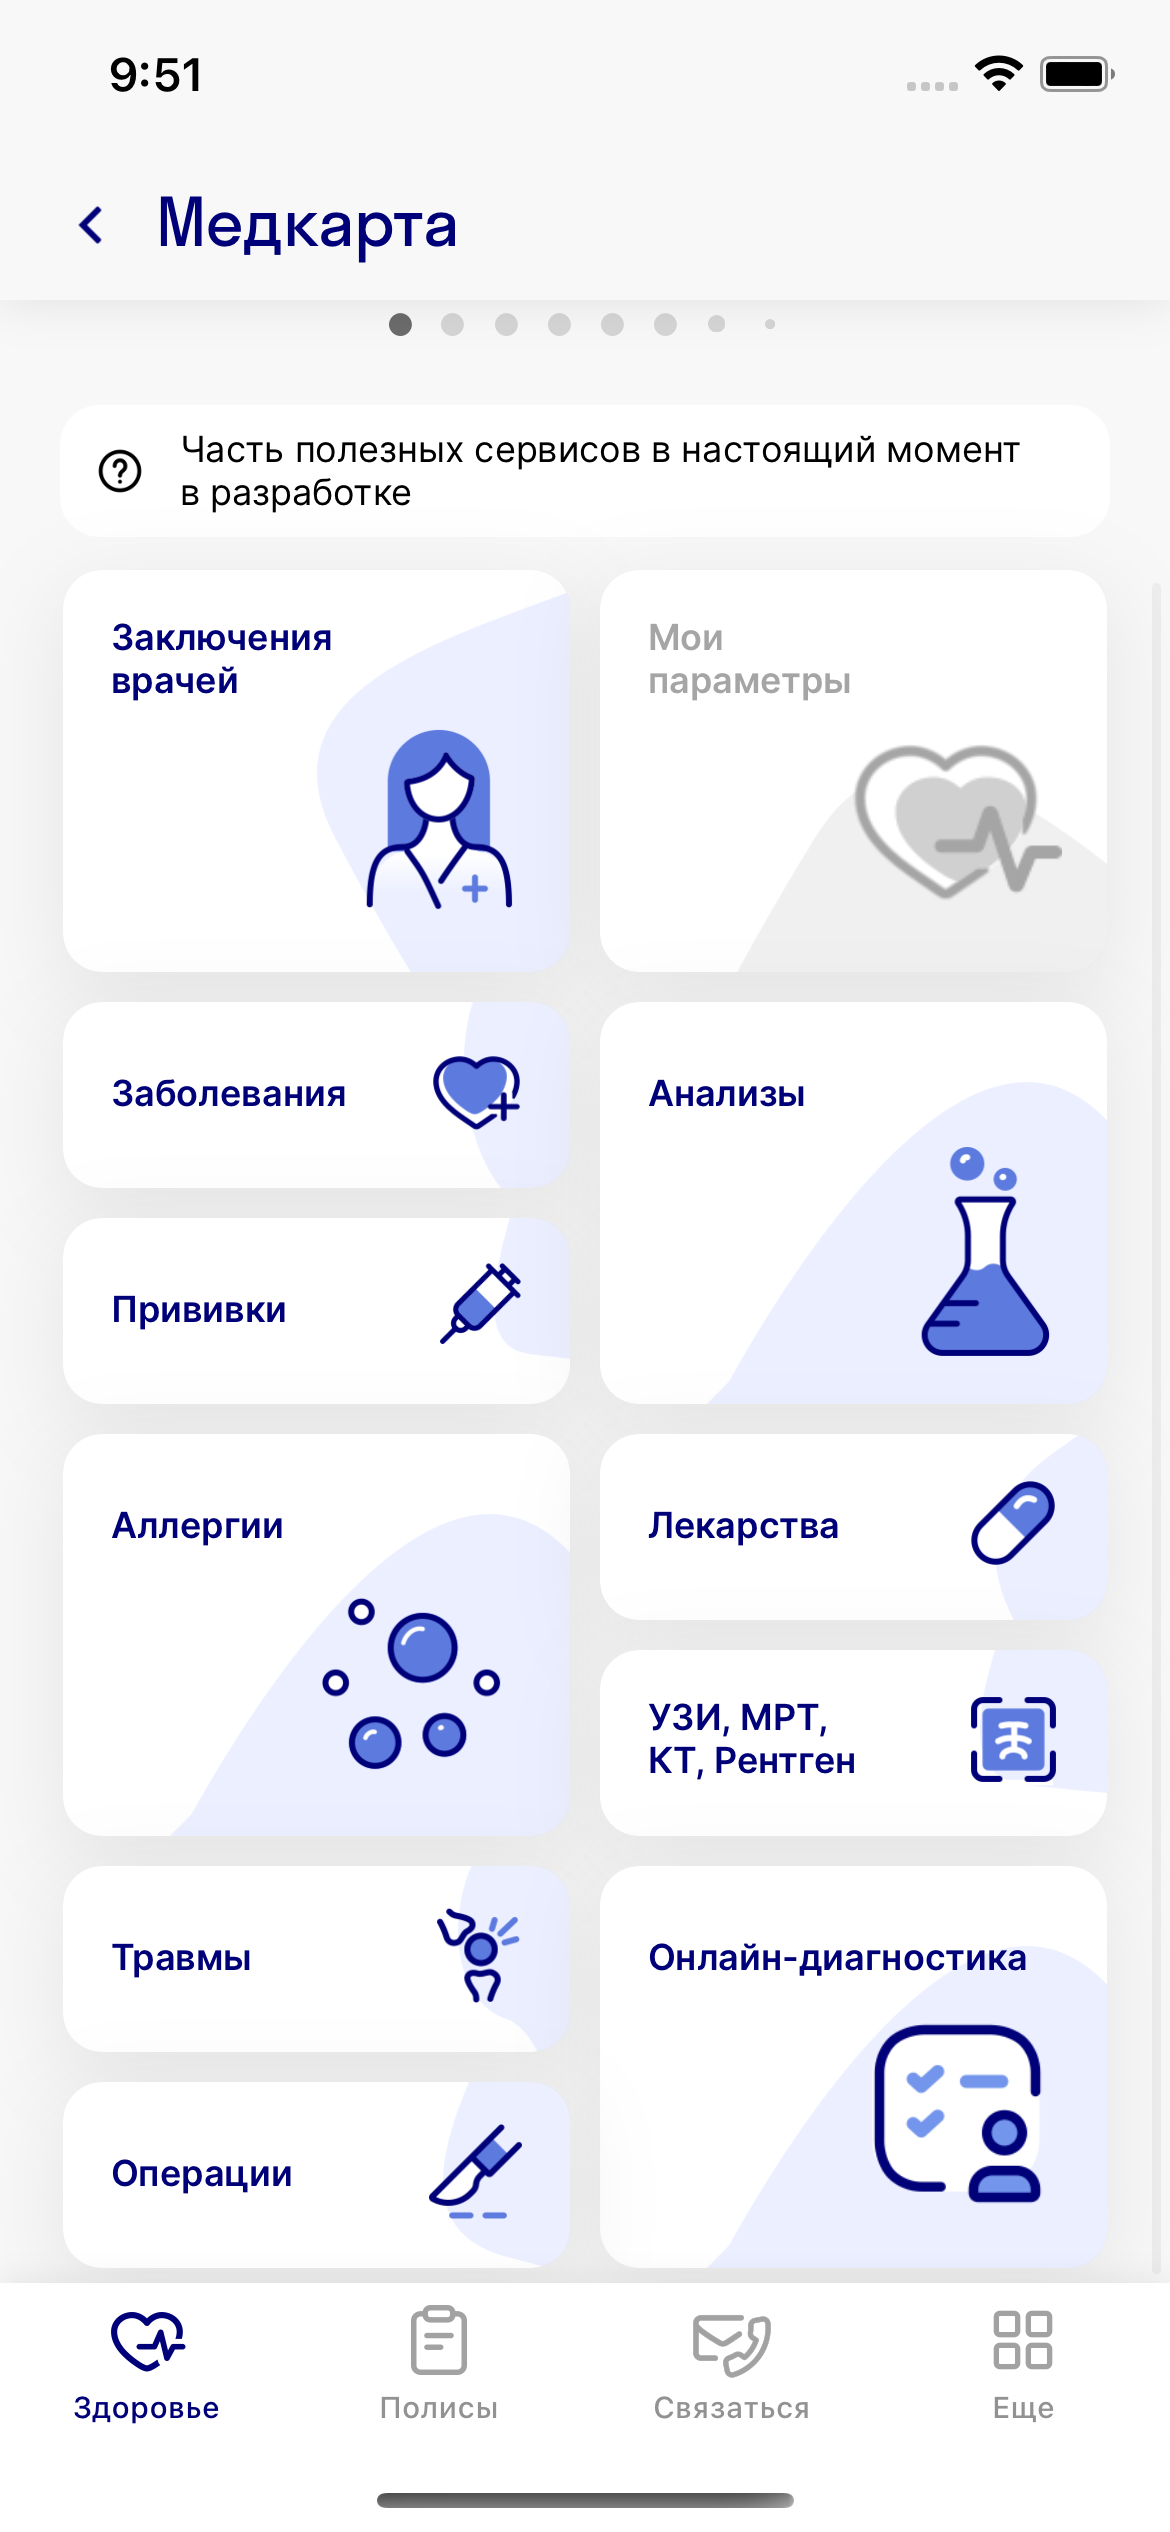 9:51
Медкарта
Часть полезных сервисов в настоящий момент
в разработке
Заключения
врачей
Мои
параметры
Заболевания
Анализы
Прививки
Аллергии
Лекарства
УЗИ, МРТ,
КТ, Рентген
Травмы
Онлайн-диагностика
Операции
Здоровье
Полисы
Связаться
Еще